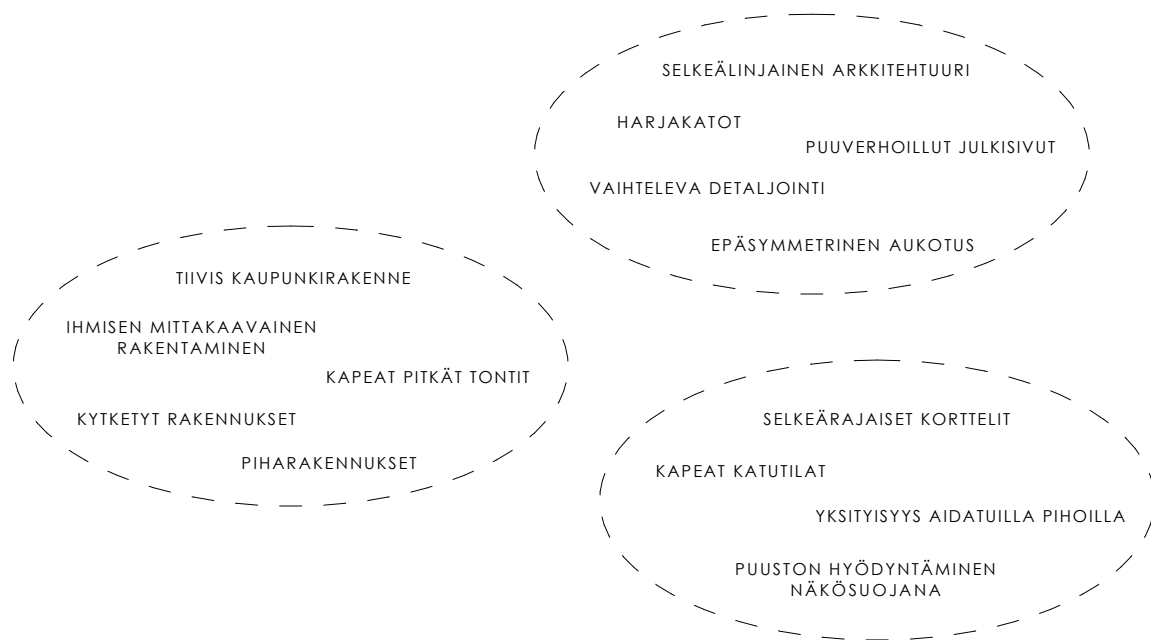 SELKEÄLINJAINEN ARKKITEHTUURI
HARJAKATOT
PUUVERHOILLUT JULKISIVUT
VAIHTELEVA DETALJOINTI
EPÄSYMMETRINEN AUKOTUS
TIIVIS KAUPUNKIRAKENNE
IHMISEN MITTAKAAVAINEN
RAKENTAMINEN
KAPEAT PITKÄT TONTIT
KYTKETYT RAKENNUKSET
PIHARAKENNUKSET
SELKEÄRAJAISET KORTTELIT
KAPEAT KATUTILAT
YKSITYISYYS AIDATUILLA PIHOILLA
PUUSTON HYÖDYNTÄMINEN
NÄKÖSUOJANA